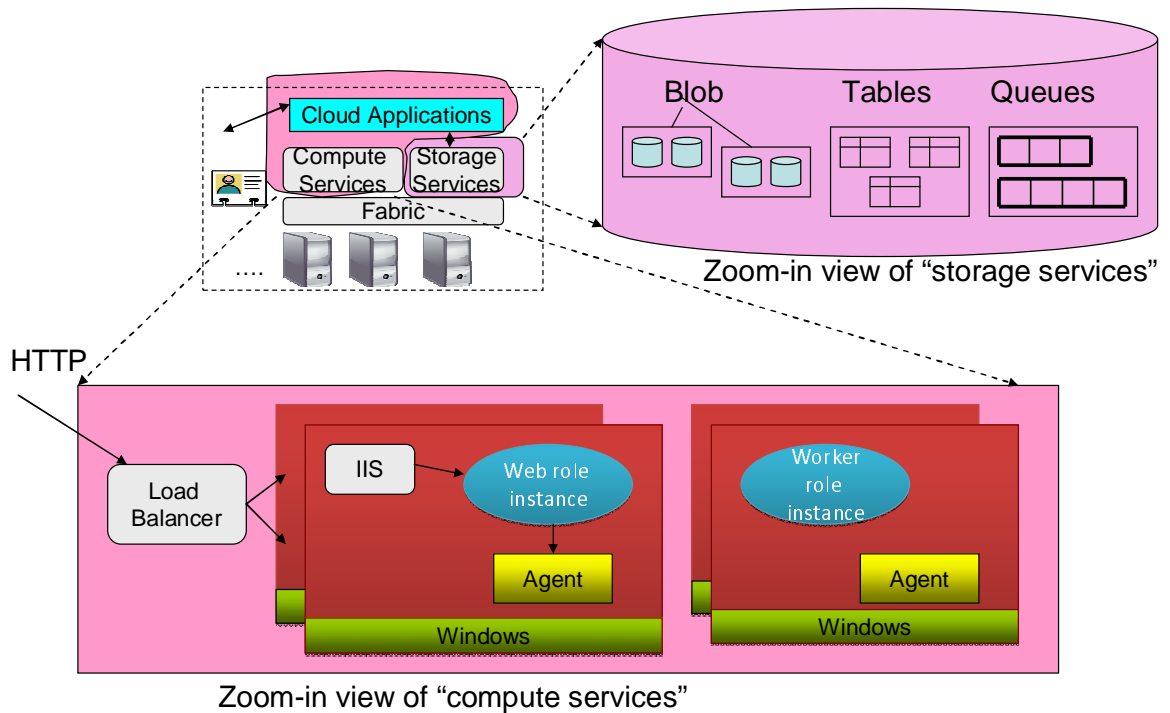 Blob Tables Queues
Cloud Applications
Compute
Services
Storage
Services
Fabric
....
Zoom-in view of “storage services”
HTTP
Load
Balancer
IIS
Web role
instance
Agent
Windows
Worker
role
instance
Agent
Windows
Zoom-in view of “compute services”